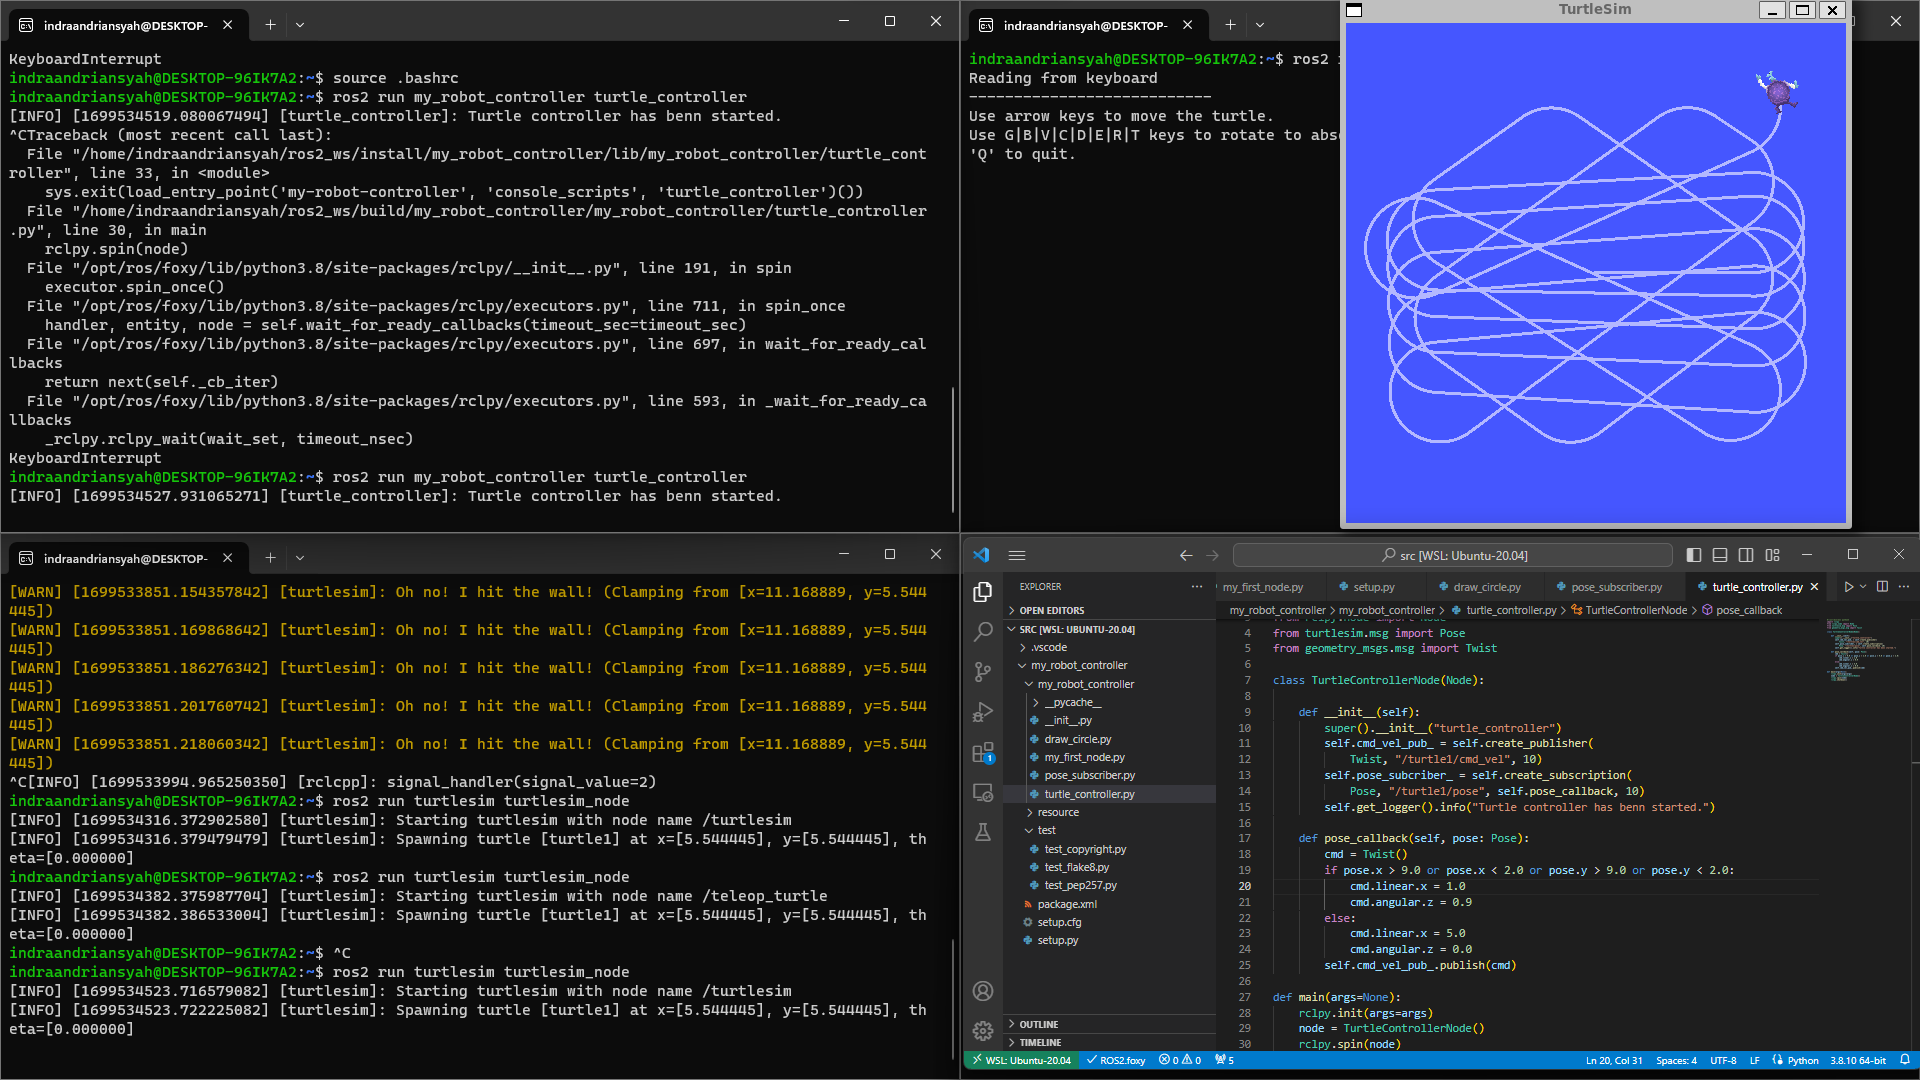 indraandriansyah@DESKTOP-
KeyboardInterrupt
indraandriansyah@DESKTOP-96IK7A2:~$ source .bashrc
indraandriansyah@DESKTOP-96IK7A2:~$ ros2 run my_robot_controller turtle_controller
[INFO] [1699534519.080067494] [turtle_controller]: Turtle controller has benn started.
^CTraceback (most recent call last):
  File "/home/indraandriansyah/ros2_ws/install/my_robot_controller/lib/my_robot_controller/turtle_cont
roller", line 33, in <module>
    sys.exit(load_entry_point('my-robot-controller', 'console_scripts', 'turtle_controller')())
  File "/home/indraandriansyah/ros2_ws/build/my_robot_controller/my_robot_controller/turtle_controller
.py", line 30, in main
    rclpy.spin(node)
  File "/opt/ros/foxy/lib/python3.8/site-packages/rclpy/__init__.py", line 191, in spin
    executor.spin_once()
  File "/opt/ros/foxy/lib/python3.8/site-packages/rclpy/executors.py", line 711, in spin_once
    handler, entity, node = self.wait_for_ready_callbacks(timeout_sec=timeout_sec)
  File "/opt/ros/foxy/lib/python3.8/site-packages/rclpy/executors.py", line 697, in wait_for_ready_cal
lbacks
    return next(self._cb_iter)
  File "/opt/ros/foxy/lib/python3.8/site-packages/rclpy/executors.py", line 593, in _wait_for_ready_ca
llbacks
    _rclpy.rclpy_wait(wait_set, timeout_nsec)
KeyboardInterrupt
indraandriansyah@DESKTOP-96IK7A2:~$ ros2 run my_robot_controller turtle_controller
[INFO] [1699534527.931065271] [turtle_controller]: Turtle controller has benn started.
indraandriansyah@DESKTOP-
indraandriansyah@DESKTOP-96IK7A2:~$ ros2
Reading from keyboard
---------------------------
Use arrow keys to move the turtle.
Use G|B|V|C|D|E|R|T keys to rotate to abs
'Q' to quit.
TurtleSim
indraandriansyah@DESKTOP-
[WARN] [1699533851.154357842] [turtlesim]: Oh no! I hit the wall! (Clamping from [x=11.168889, y=5.544
445])
[WARN] [1699533851.169868642] [turtlesim]: Oh no! I hit the wall! (Clamping from [x=11.168889, y=5.544
445])
[WARN] [1699533851.186276342] [turtlesim]: Oh no! I hit the wall! (Clamping from [x=11.168889, y=5.544
445])
[WARN] [1699533851.201760742] [turtlesim]: Oh no! I hit the wall! (Clamping from [x=11.168889, y=5.544
445])
[WARN] [1699533851.218060342] [turtlesim]: Oh no! I hit the wall! (Clamping from [x=11.168889, y=5.544
445])
^C[INFO] [1699533994.965250350] [rclcpp]: signal_handler(signal_value=2)
indraandriansyah@DESKTOP-96IK7A2:~$ ros2 run turtlesim turtlesim_node
[INFO] [1699534316.372902580] [turtlesim]: Starting turtlesim with node name /turtlesim
[INFO] [1699534316.379479479] [turtlesim]: Spawning turtle [turtle1] at x=[5.544445], y=[5.544445], th
eta=[0.000000]
indraandriansyah@DESKTOP-96IK7A2:~$ ros2 run turtlesim turtlesim_node
[INFO] [1699534382.375987704] [turtlesim]: Starting turtlesim with node name /teleop_turtle
[INFO] [1699534382.386533004] [turtlesim]: Spawning turtle [turtle1] at x=[5.544445], y=[5.544445], th
eta=[0.000000]
indraandriansyah@DESKTOP-96IK7A2:~$ ^C
indraandriansyah@DESKTOP-96IK7A2:~$ ros2 run turtlesim turtlesim_node
[INFO] [1699534523.716579082] [turtlesim]: Starting turtlesim with node name /turtlesim
[INFO] [1699534523.722225082] [turtlesim]: Spawning turtle [turtle1] at x=[5.544445], y=[5.544445], th
eta=[0.000000]
src [WSL: Ubuntu-20.04]
EXPLORER
OPEN EDITORS
SRC [WSL: UBUNTU-20.04]
.vscode
my_robot_controller
my_robot_controller
__pycache__
__init__.py
draw_circle.py
my_first_node.py
pose_subscriber.py
turtle_controller.py
resource
test
test_copyright.py
test_flake8.py
test_pep257.py
package.xml
setup.cfg
setup.py
OUTLINE
TIMELINE
1
my_first_node.py setup.py draw_circle.py pose_subscriber.py turtle_controller.py
my_robot_controller > my_robot_controller > turtle_controller.py > TurtleControllerNode > pose_callback
4 from turtlesim.msg import Pose
5 from geometry_msgs.msg import Twist
6
7 class TurtleControllerNode(Node):
8
9     def __init__(self):
10         super().__init__("turtle_controller")
11         self.cmd_vel_pub_ = self.create_publisher(
12             Twist, "/turtle1/cmd_vel", 10)
13         self.pose_subcriber_ = self.create_subscription(
14             Pose, "/turtle1/pose", self.pose_callback, 10)
15         self.get_logger().info("Turtle controller has benn started.")
16
17     def pose_callback(self, pose: Pose):
18         cmd = Twist()
19         if pose.x > 9.0 or pose.x < 2.0 or pose.y > 9.0 or pose.y < 2.0:
20             cmd.linear.x = 1.0
21             cmd.angular.z = 0.9
22         else:
23             cmd.linear.x = 5.0
24             cmd.angular.z = 0.0
25         self.cmd_vel_pub_.publish(cmd)
26
27 def main(args=None):
28     rclpy.init(args=args)
29     node = TurtleControllerNode()
30     rclpy.spin(node)
WSL: Ubuntu-20.04 ROS2.foxy 0 0 5 Ln 20, Col 31 Spaces: 4 UTF-8 LF Python 3.8.10 64-bit